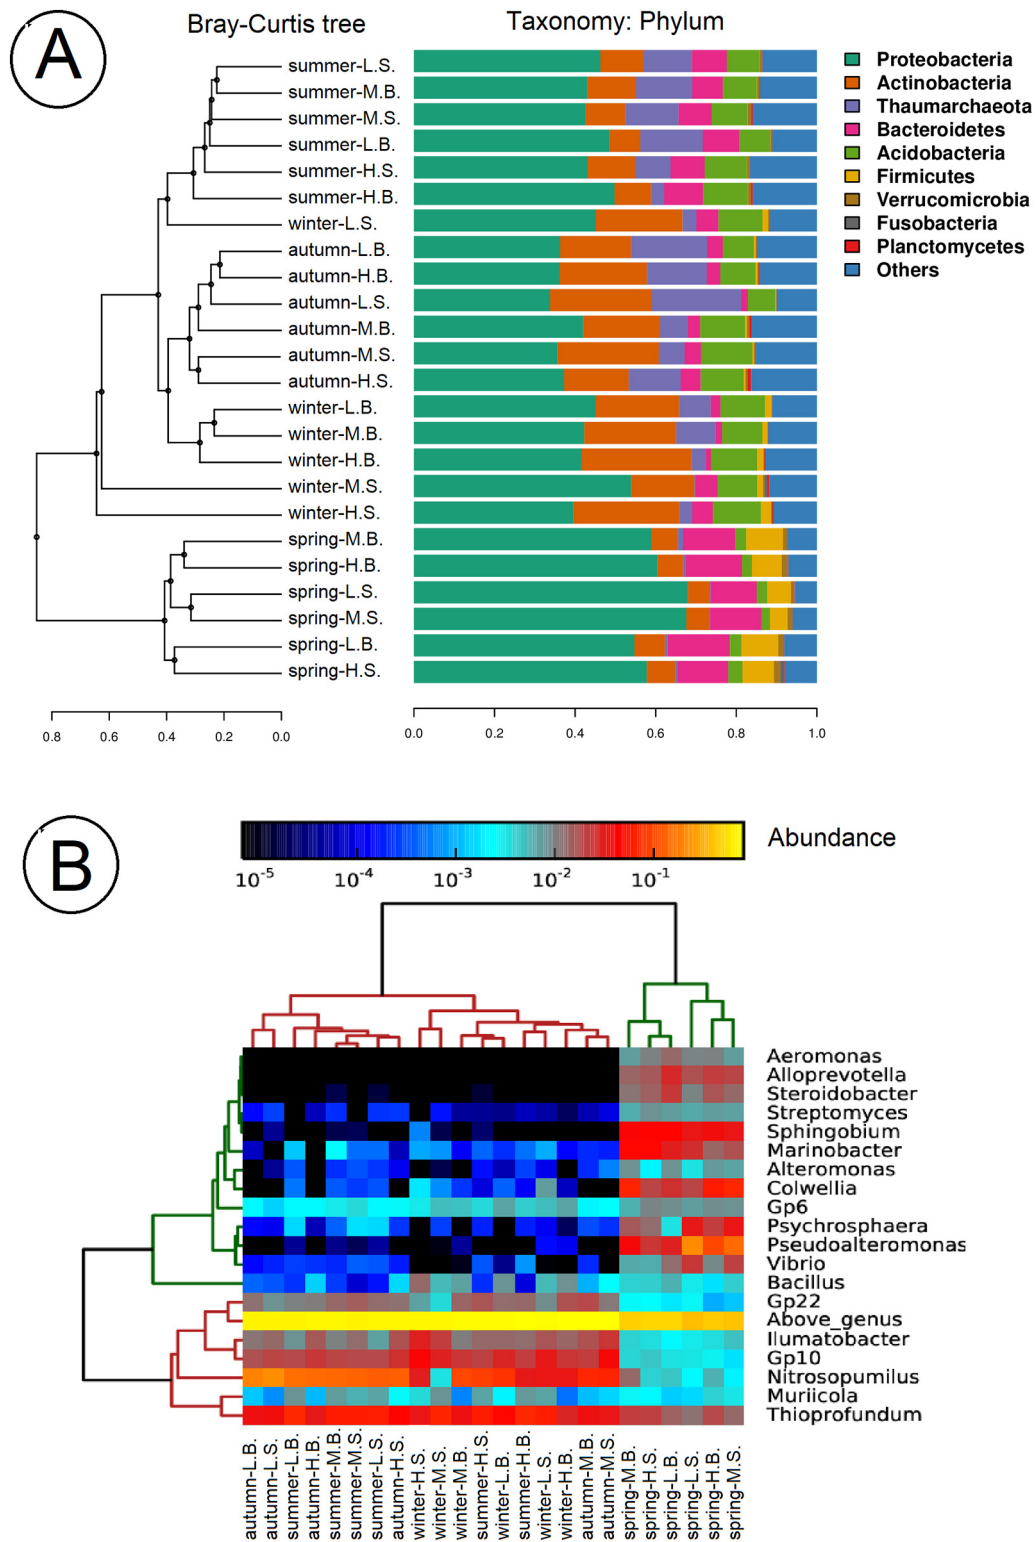 A
Bray-Curtis tree
Taxonomy: Phylum
summer-L.S.
summer-M.B.
summer-M.S.
summer-L.B.
summer-H.S.
summer-H.B.
winter-L.S.
autumn-L.B.
autumn-H.B.
autumn-L.S.
autumn-M.B.
autumn-M.S.
autumn-H.S.
winter-L.B.
winter-M.B.
winter-H.B.
winter-M.S.
winter-H.S.
spring-M.B.
spring-H.B.
spring-L.S.
spring-M.S.
spring-L.B.
spring-H.S.
Proteobacteria
Actinobacteria
Thaumarchaeota
Bacteroidetes
Acidobacteria
Firmicutes
Verrucomicrobia
Fusobacteria
Planctomycetes
Others
0.8 0.6 0.4 0.2 0.0
0.0 0.2 0.4 0.6 0.8 1.0
B
Abundance
10^-5 10^-4 10^-3 10^-2 10^-1
Aeromonas
Alloprevotella
Steroidobacter
Streptomyces
Sphingobium
Marinobacter
Alteromonas
Colwellia
Gp6
Psychrosphaera
Pseudoalteromonas
Vibrio
Bacillus
Gp22
Above_genus
Ilumatobacter
Gp10
Nitrosopumilus
Muriicola
Thioprofundum
autumn-L.B.
autumn-L.S.
summer-L.B.
autumn-H.B.
summer-M.B.
summer-M.S.
summer-L.S.
autumn-H.S.
winter-H.S.
winter-M.S.
winter-M.B.
summer-H.S.
winter-L.B.
summer-H.B.
winter-L.S.
winter-H.B.
autumn-M.B.
autumn-M.S.
spring-M.B.
spring-H.S.
spring-L.B.
spring-L.S.
spring-H.B.
spring-M.S.